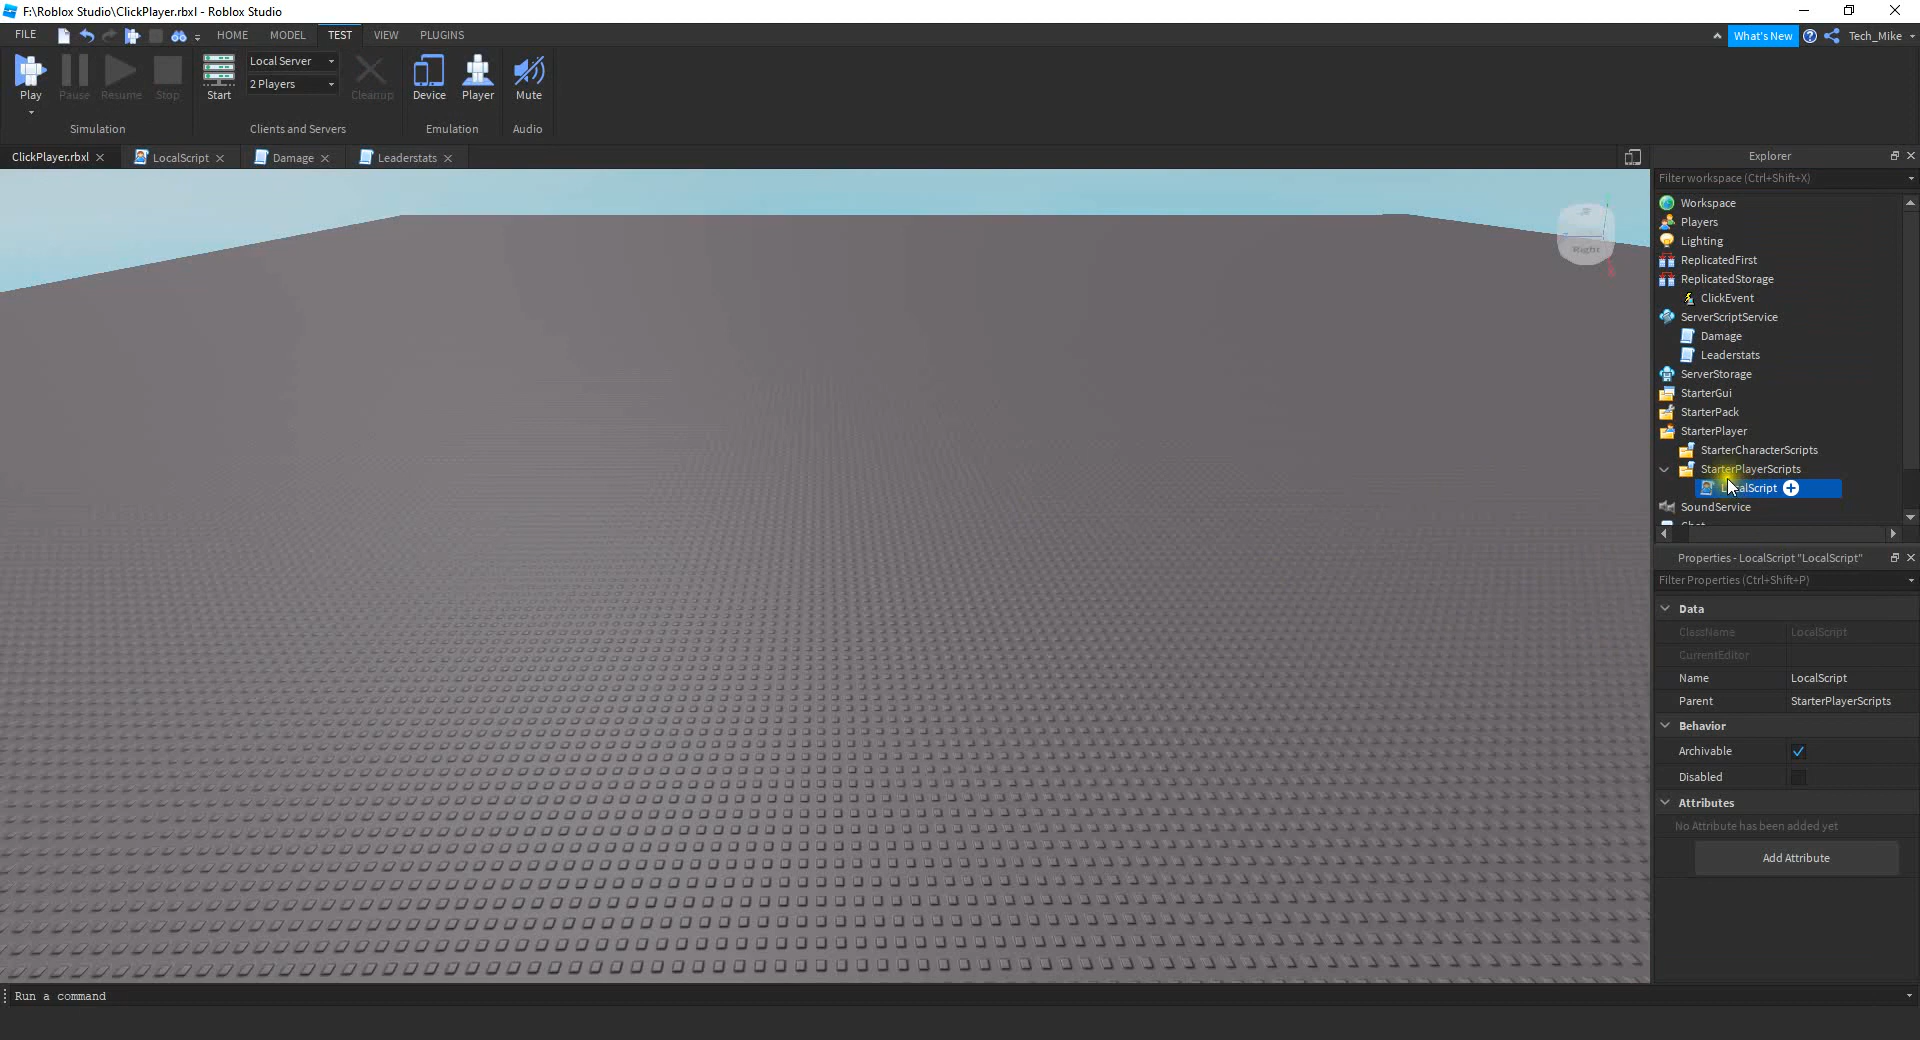 F:\Roblox Studio\ClickPlayer.rbxl - Roblox Studio
FILE HOME MODEL TEST VIEW PLUGINS What's New Tech_Mike
Play Pause Resume Stop Start Local Server 2 Players Cleanup Device Player Mute
Simulation Clients and Servers Emulation Audio
ClickPlayer.rbxl LocalScript Damage Leaderstats
Right
Explorer
Filter workspace (Ctrl+Shift+X)
Workspace
Players
Lighting
ReplicatedFirst
ReplicatedStorage
ClickEvent
ServerScriptService
Damage
Leaderstats
ServerStorage
StarterGui
StarterPack
StarterPlayer
StarterCharacterScripts
StarterPlayerScripts
LocalScript
SoundService
Properties - LocalScript "LocalScript"
Filter Properties (Ctrl+Shift+P)
Data
ClassName LocalScript
CurrentEditor
Name LocalScript
Parent StarterPlayerScripts
Behavior
Archivable
Disabled
Attributes
No Attribute has been added yet
Add Attribute
Run a command